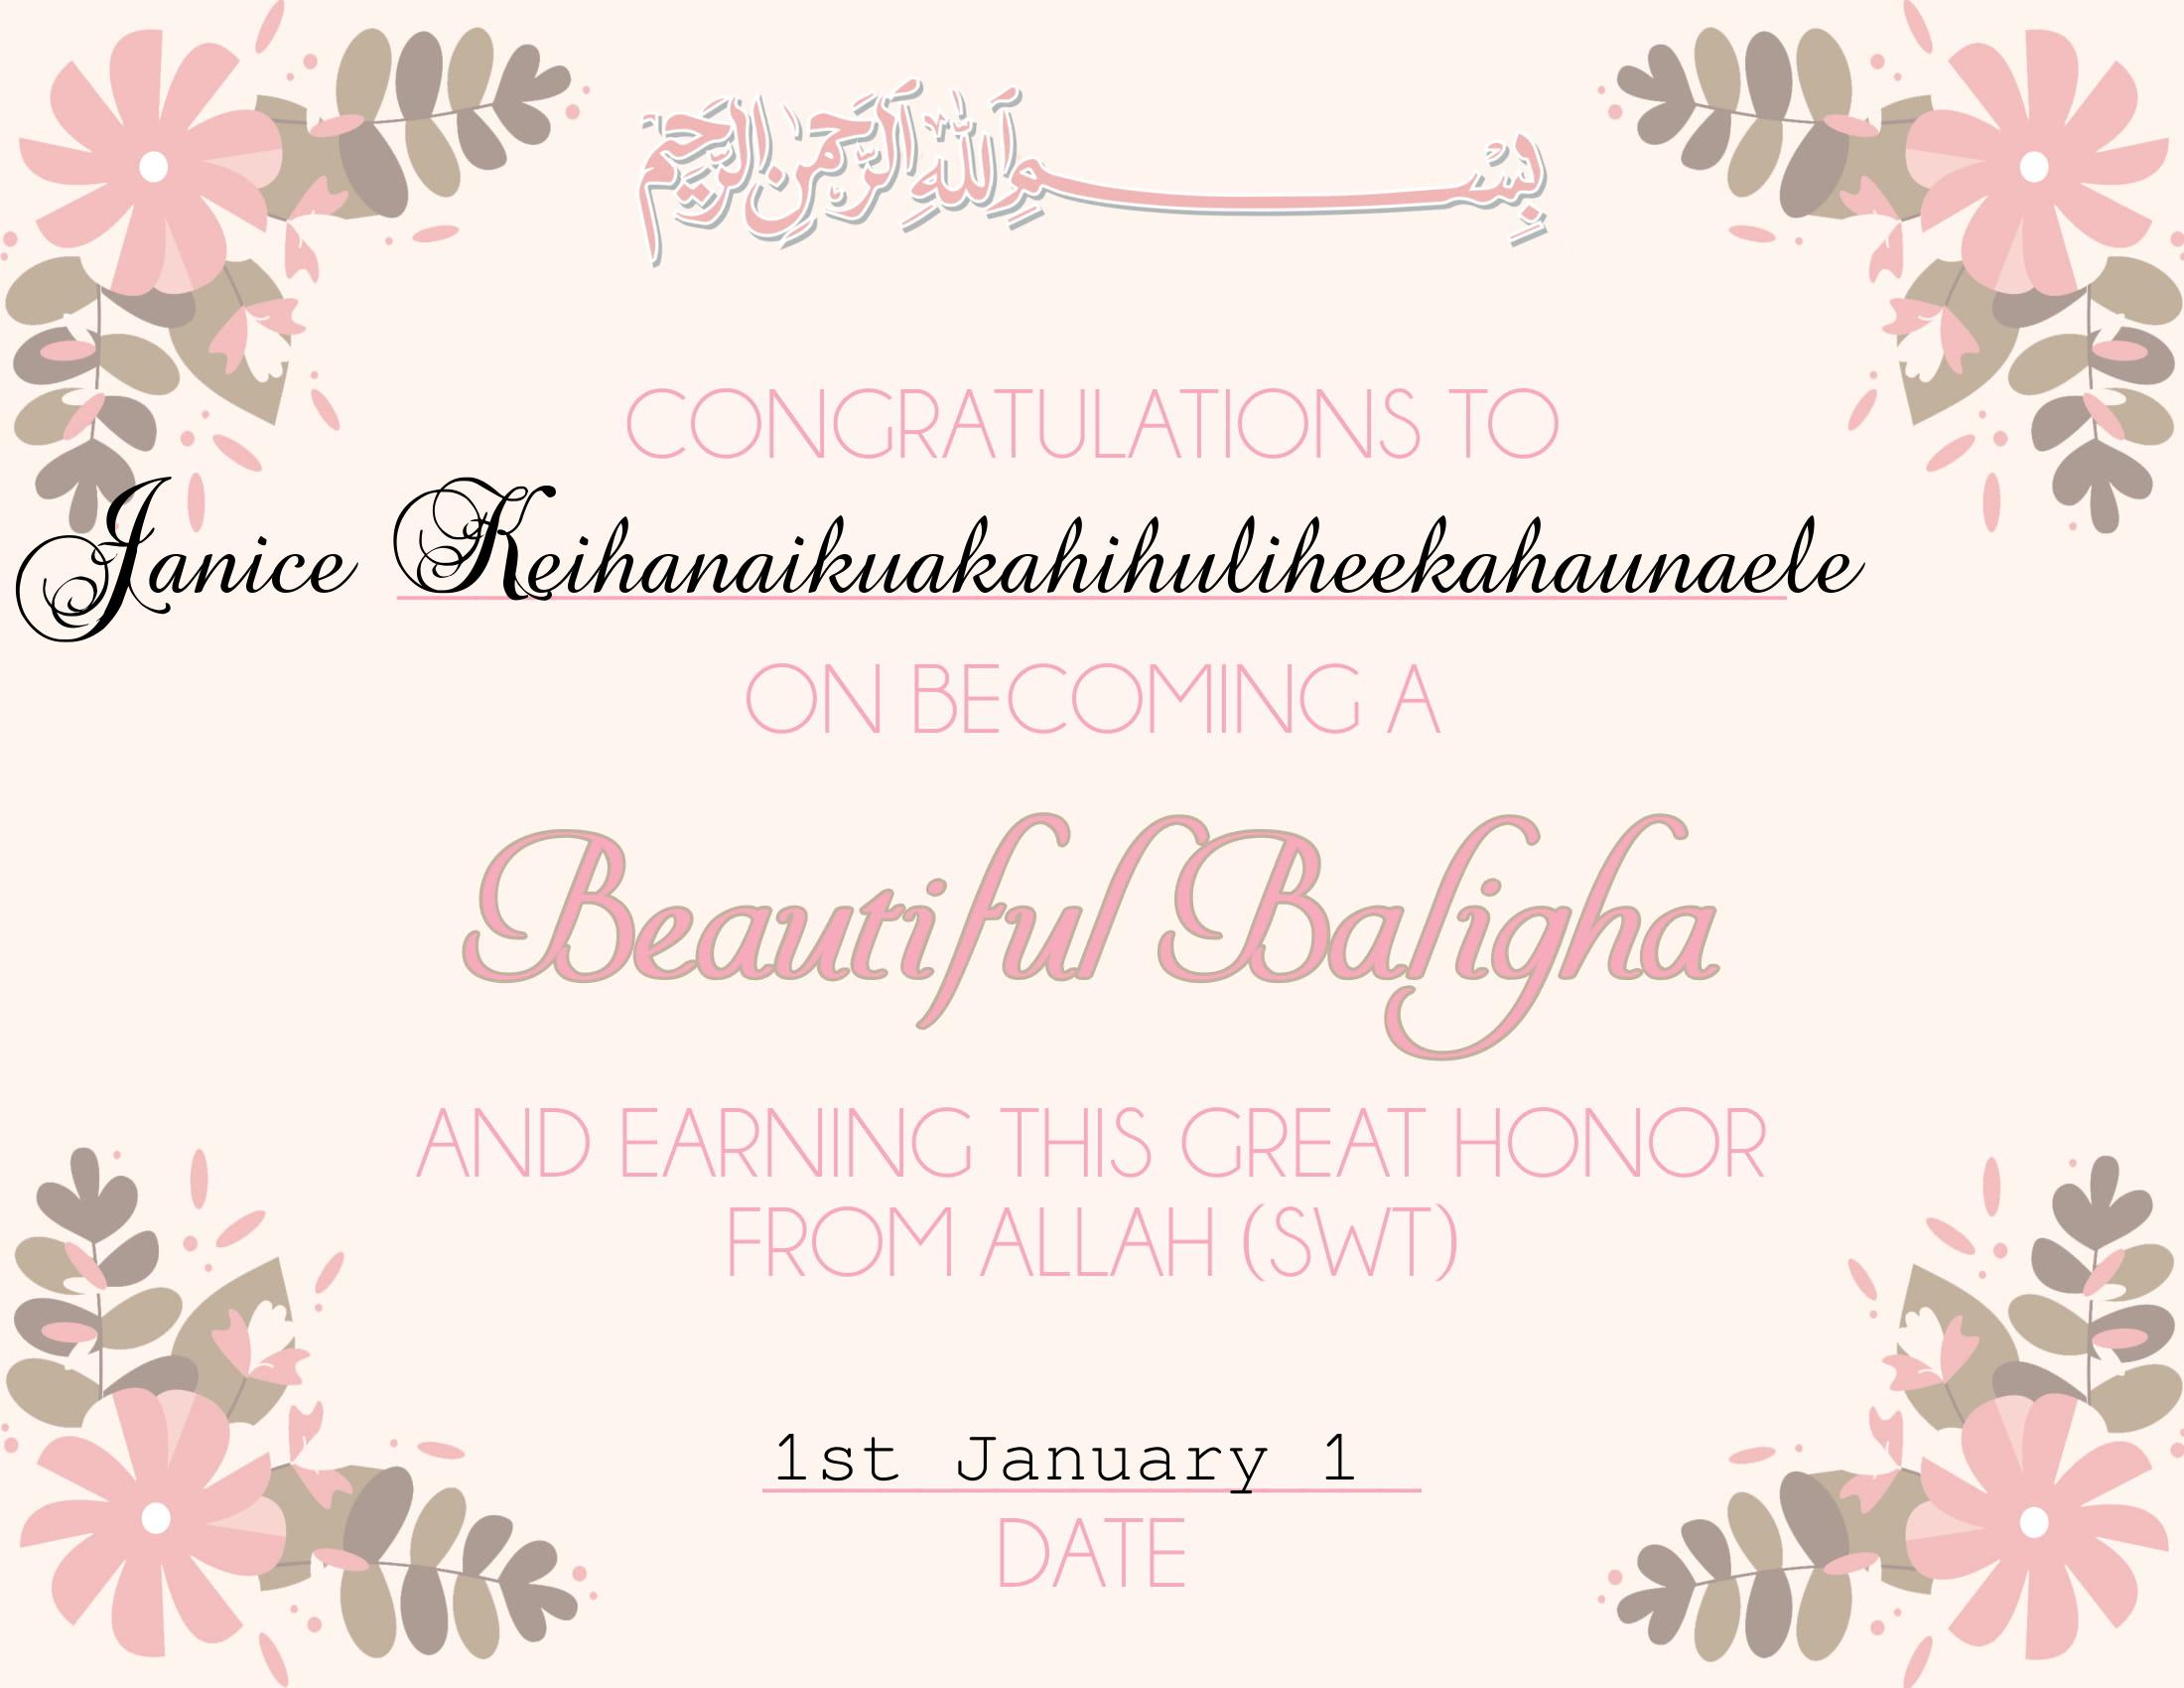 بسم الله الرحمن الرحيم
CONGRATULATIONS TO
Janice Keihanaikuakahihuliheekahaunaele
ON BECOMING A
Beautiful Baligha
AND EARNING THIS GREAT HONOR
FROM ALLAH (SWT)
1st January 1
DATE